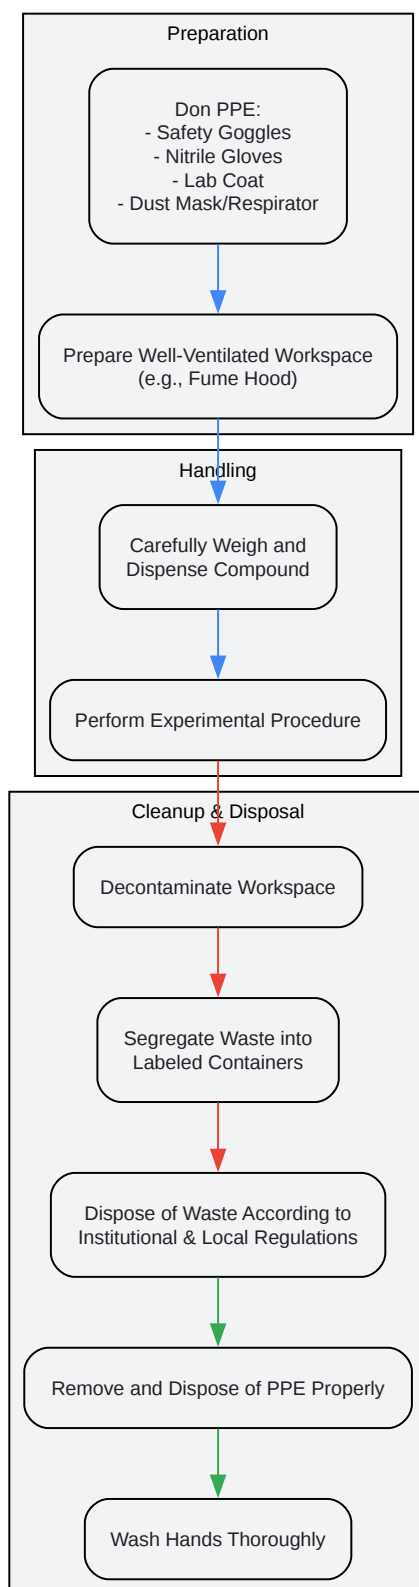 Preparation
Don PPE:
- Safety Goggles
- Nitrile Gloves
- Lab Coat
- Dust Mask/Respirator
Prepare Well-Ventilated Workspace
(e.g., Fume Hood)
Handling
Carefully Weigh and
Dispense Compound
Perform Experimental Procedure
Cleanup & Disposal
Decontaminate Workspace
Segregate Waste into
Labeled Containers
Dispose of Waste According to
Institutional & Local Regulations
Remove and Dispose of PPE Properly
Wash Hands Thoroughly